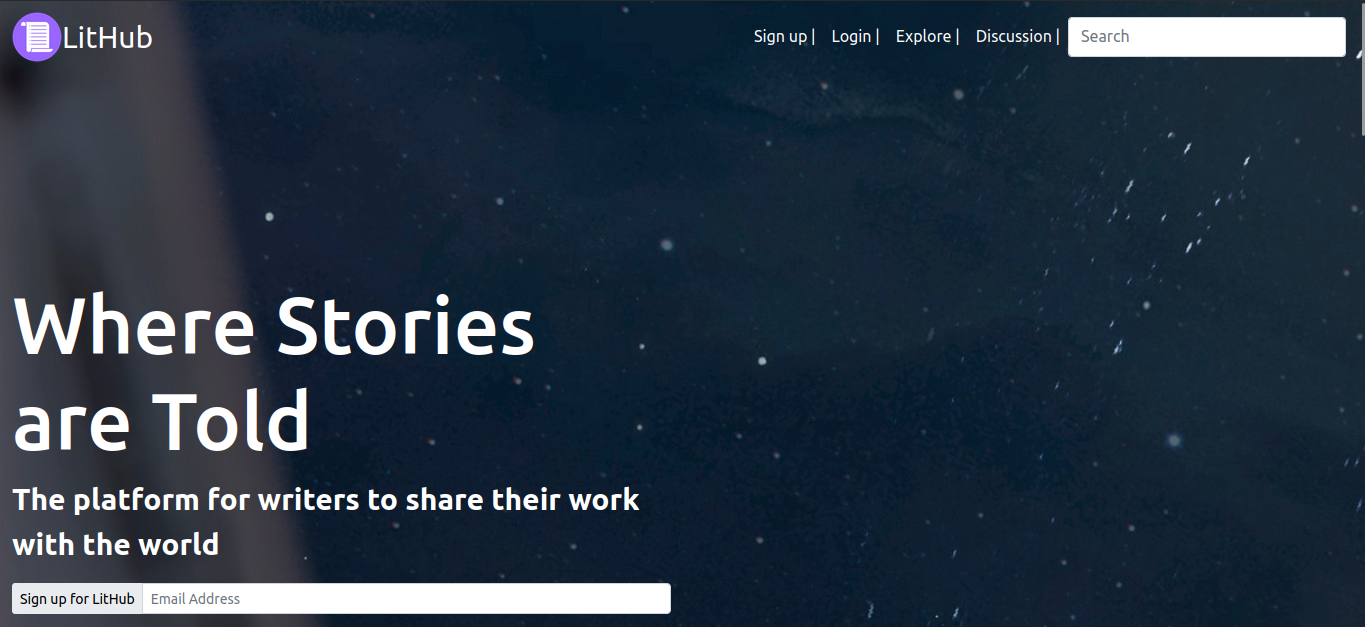 LitHub
Sign up | Login | Explore | Discussion | Search
Where Stories
are Told
The platform for writers to share their work
with the world
Sign up for LitHub Email Address